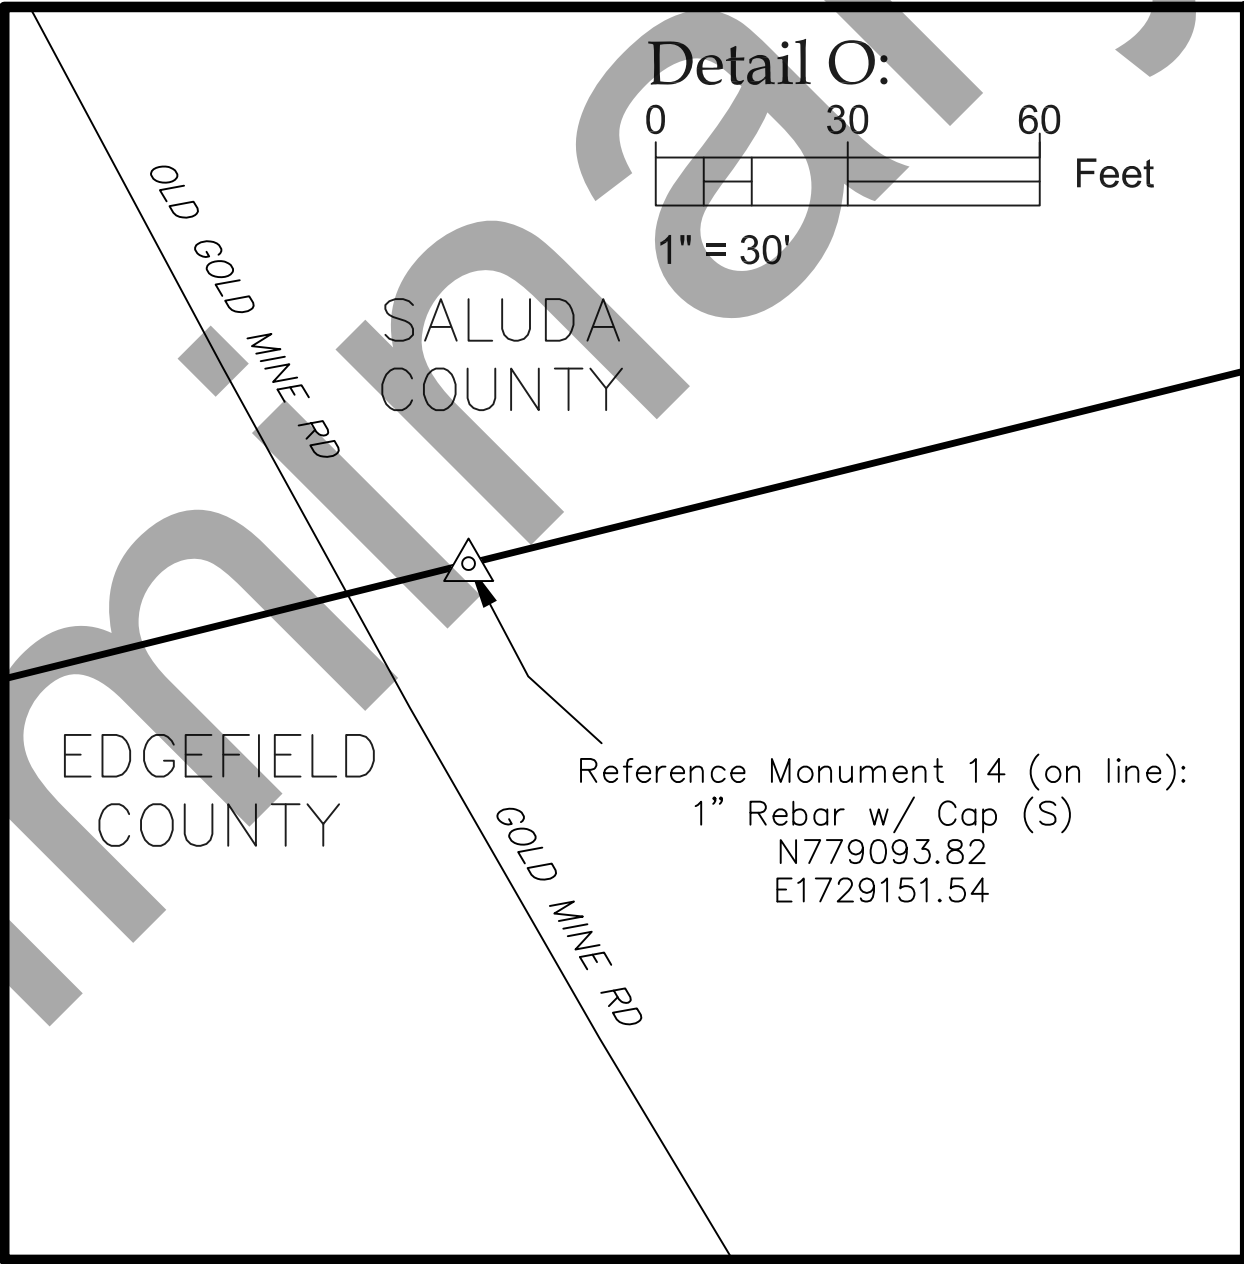 Detail O:
0 30 60
Feet
1" = 30'
OLD GOLD MINE RD
SALUDA
COUNTY
EDGEFIELD
COUNTY
GOLD MINE RD
Reference Monument 14 (on line):
1” Rebar w/ Cap (S)
N779093.82
E1729151.54